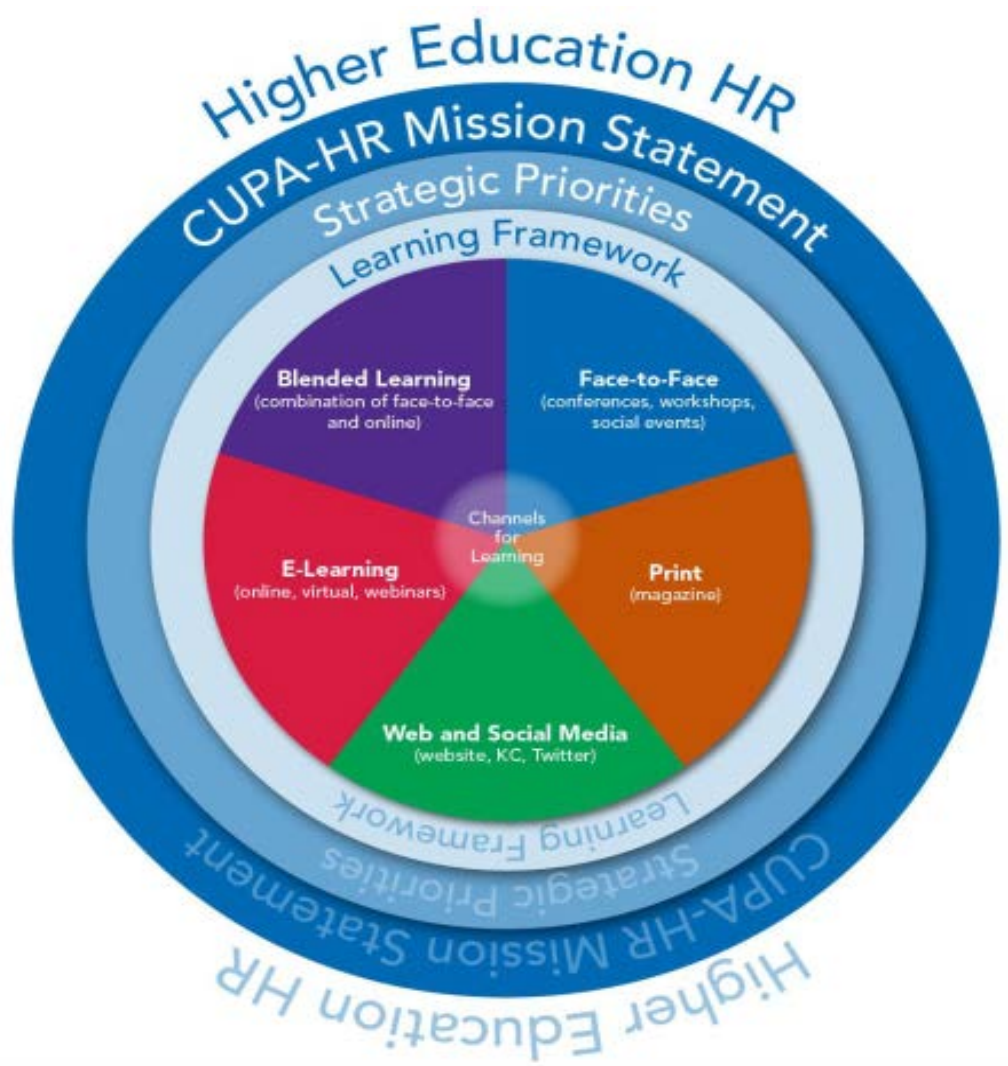 Higher Education HR
CUPA-HR Mission Statement
Strategic Priorities
Learning Framework
Blended Learning
(combination of face-to-face
and online)
Face-to-Face
(conferences, workshops,
social events)
Channels
for
Learning
E-Learning
(online, virtual, webinars)
Print
(magazine)
Web and Social Media
(website, KC, Twitter)
Learning Framework
Strategic Priorities
CUPA-HR Mission Statement
Higher Education HR